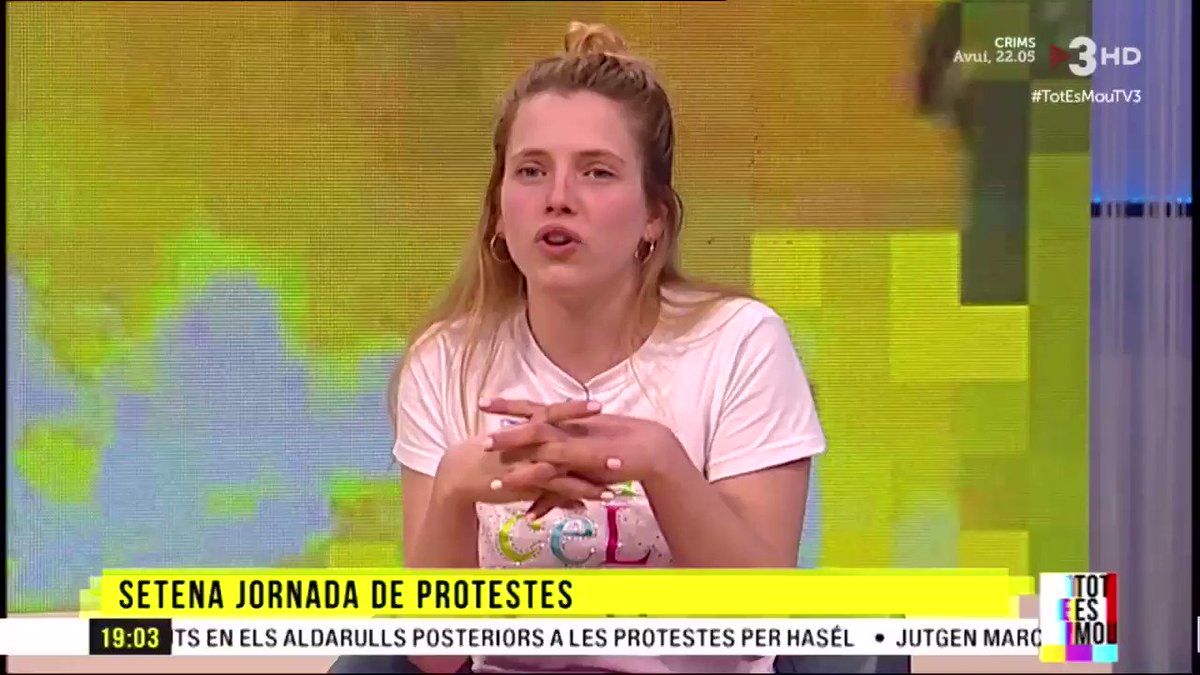 CRIMS
Avui, 22.05
3HD
#TotEsMouTV3
ceL
SETENA JORNADA DE PROTESTES
19:03
TS EN ELS ALDARULLS POSTERIORS A LES PROTESTES PER HASÉL • JUTGEN MARC
TOT
ES
MOU